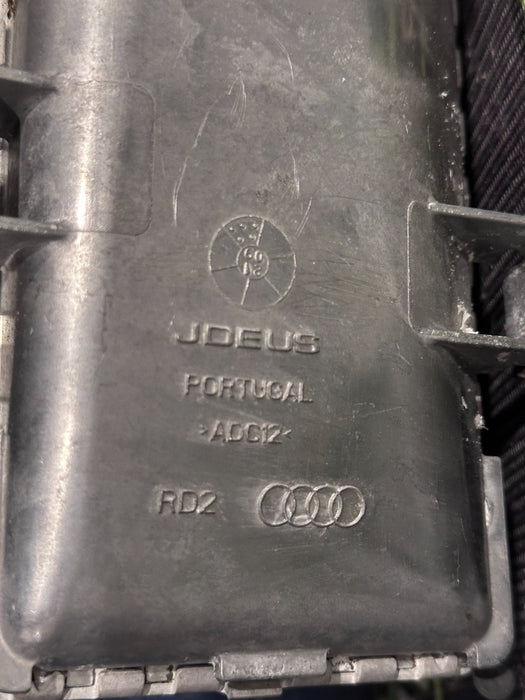 JDEUS
PORTUGAL
>ADC12<
RD2